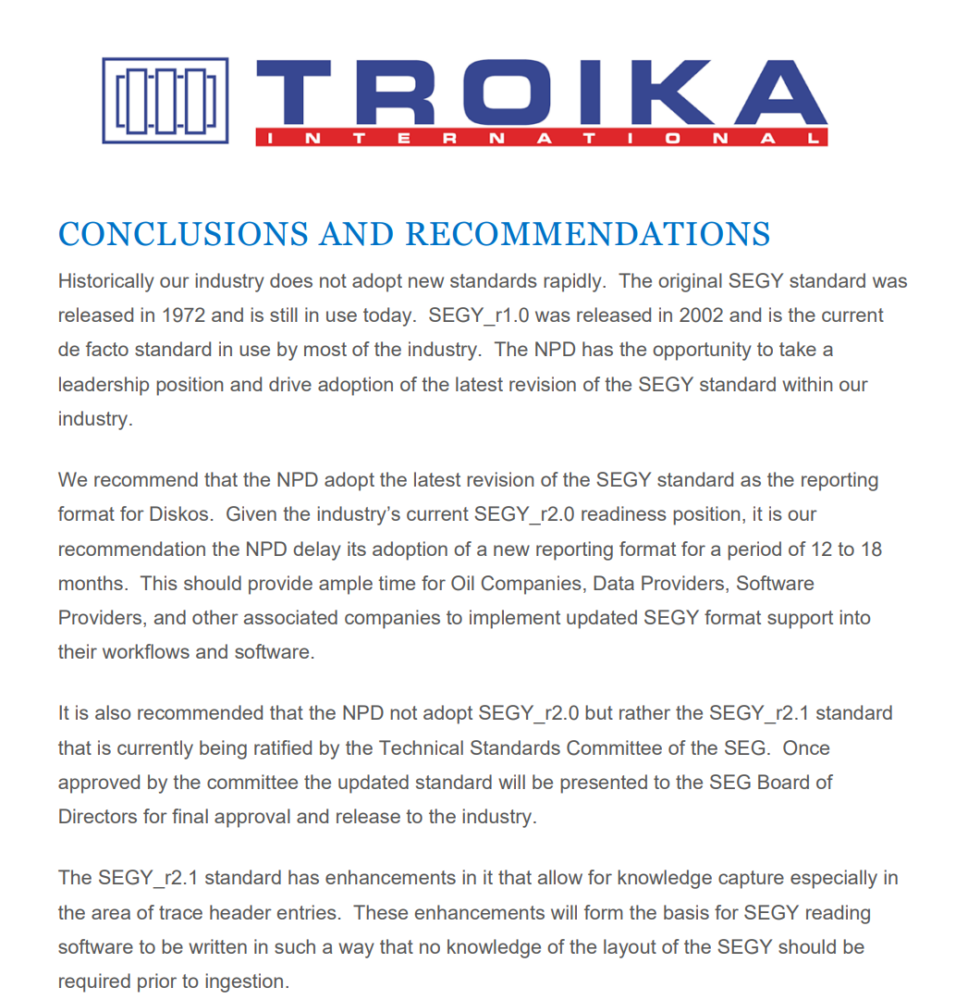 TROIKA
INTERNATIONAL
CONCLUSIONS AND RECOMMENDATIONS
Historically our industry does not adopt new standards rapidly.  The original SEGY standard was
released in 1972 and is still in use today.  SEGY_r1.0 was released in 2002 and is the current
de facto standard in use by most of the industry.  The NPD has the opportunity to take a
leadership position and drive adoption of the latest revision of the SEGY standard within our
industry.
We recommend that the NPD adopt the latest revision of the SEGY standard as the reporting
format for Diskos.  Given the industry’s current SEGY_r2.0 readiness position, it is our
recommendation the NPD delay its adoption of a new reporting format for a period of 12 to 18
months.  This should provide ample time for Oil Companies, Data Providers, Software
Providers, and other associated companies to implement updated SEGY format support into
their workflows and software.
It is also recommended that the NPD not adopt SEGY_r2.0 but rather the SEGY_r2.1 standard
that is currently being ratified by the Technical Standards Committee of the SEG.  Once
approved by the committee the updated standard will be presented to the SEG Board of
Directors for final approval and release to the industry.
The SEGY_r2.1 standard has enhancements in it that allow for knowledge capture especially in
the area of trace header entries.  These enhancements will form the basis for SEGY reading
software to be written in such a way that no knowledge of the layout of the SEGY should be
required prior to ingestion.